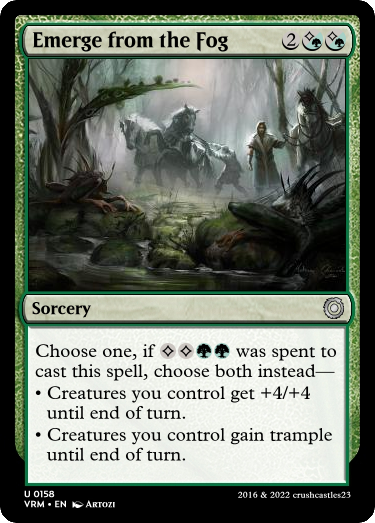 Emerge from the Fog 2
Sorcery
Choose one, if was spent to
cast this spell, choose both instead—
• Creatures you control get +4/+4
until end of turn.
• Creatures you control gain trample
until end of turn.
U 0158
VRM • EN Artozi
2016 & 2022 crushcastles23